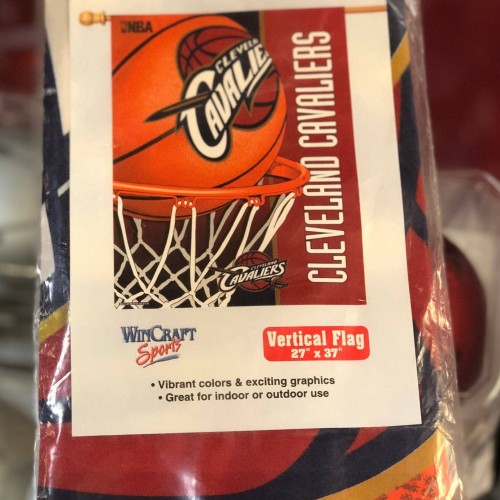 NBA
CLEVELAND
CAVALIERS
CLEVELAND CAVALIERS
CLEVELAND
CAVALIERS
WINCRAFT
Sports
Vertical Flag
27" x 37"
• Vibrant colors & exciting graphics
• Great for indoor or outdoor use